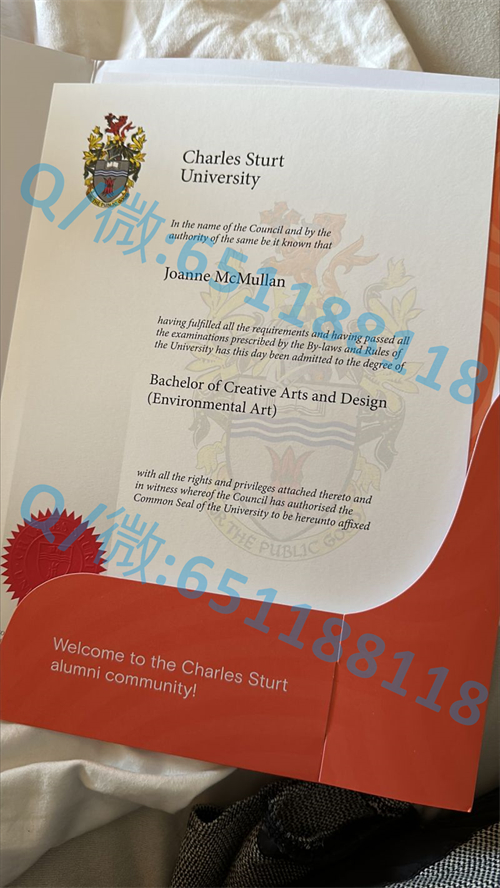 Charles Sturt
University
In the name of the Council and by the
authority of the same be it known that
Joanne McMullan
having fulfilled all the requirements and having passed all
the examinations prescribed by the By-laws and Rules of
the University has this day been admitted to the degree of
Bachelor of Creative Arts and Design
(Environmental Art)
with all the rights and privileges attached thereto and
in witness whereof the Council has authorised the
Common Seal of the University to be hereunto affixed
THE PUBLIC GO
Welcome to the Charles Sturt
alumni community!
Q/微:651188118
Q/微:651188118